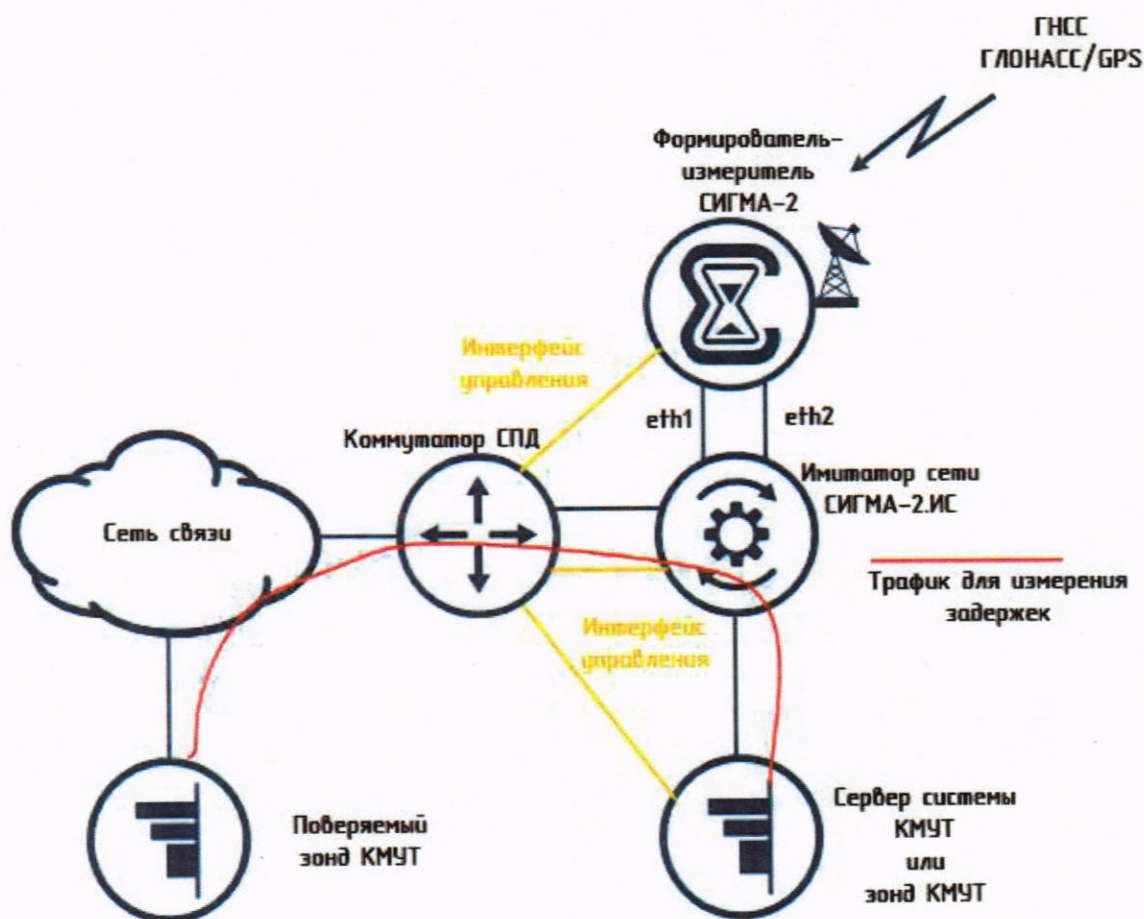 ГНСС
ГЛОНАСС/GPS
Формирователь-
измеритель
СИГМА-2
Интерфейс
управления
eth1
eth2
Коммутатор СПД
Имитатор сети
СИГМА-2.ИС
Сеть связи
Трафик для измерения
задержек
Интерфейс
управления
Поверяемый
зонд КМУТ
Сервер системы
КМУТ
или
зонд КМУТ